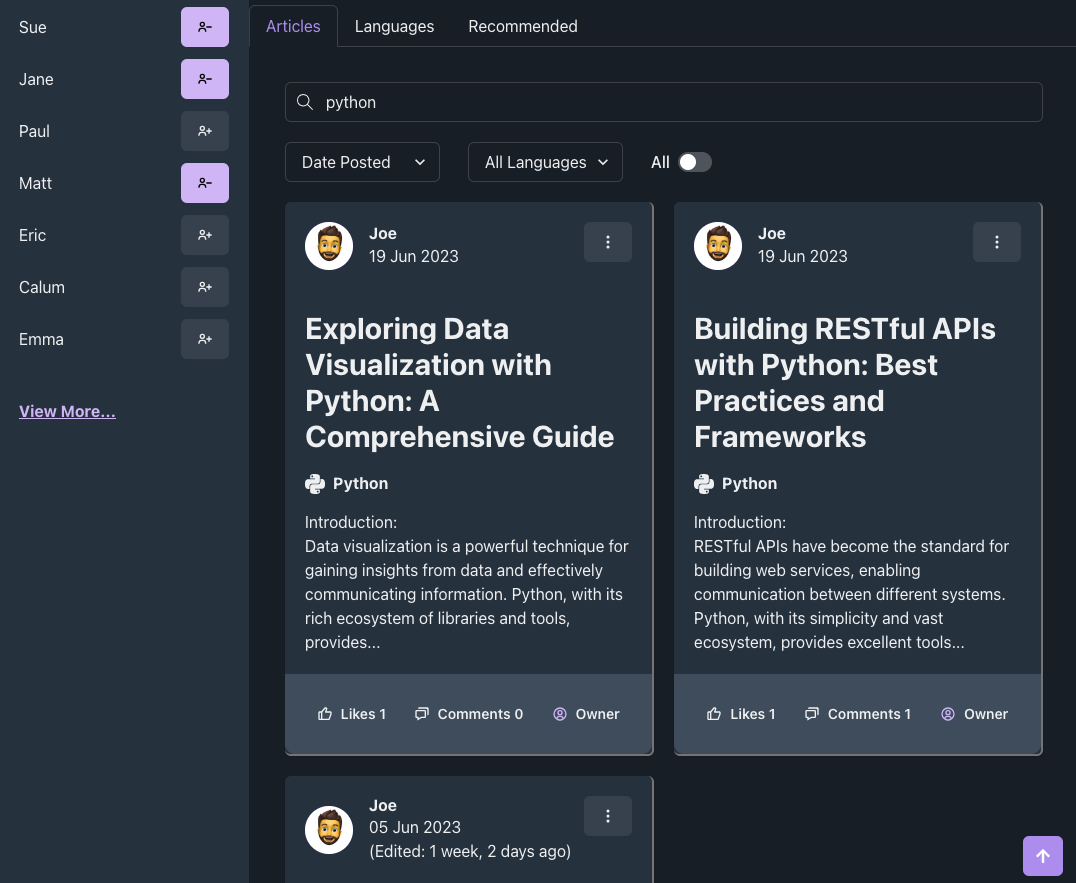 Sue
Jane
Paul
Matt
Eric
Calum
Emma
View More...
Articles
Languages
Recommended
python
Date Posted
All Languages
All
Joe
19 Jun 2023
Exploring Data
Visualization with
Python: A
Comprehensive Guide
Python
Introduction:
Data visualization is a powerful technique for
gaining insights from data and effectively
communicating information. Python, with its
rich ecosystem of libraries and tools,
provides...
Likes 1
Comments 0
Owner
Joe
19 Jun 2023
Building RESTful APIs
with Python: Best
Practices and
Frameworks
Python
Introduction:
RESTful APIs have become the standard for
building web services, enabling
communication between different systems.
Python, with its simplicity and vast
ecosystem, provides excellent tools...
Likes 1
Comments 1
Owner
Joe
05 Jun 2023
(Edited: 1 week, 2 days ago)